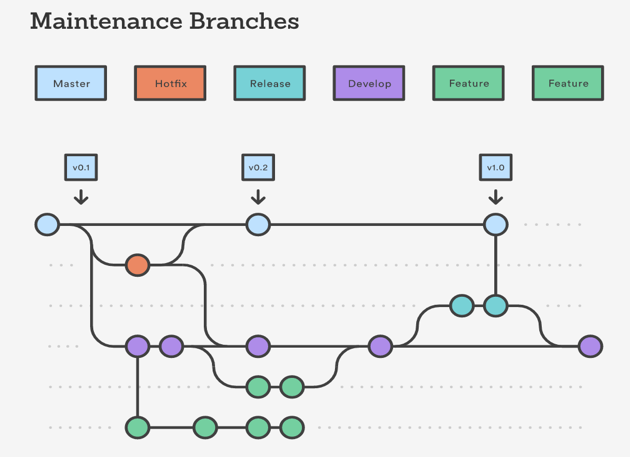 Maintenance Branches
Master
Hotfix
Release
Develop
Feature
Feature
v0.1
v0.2
v1.0